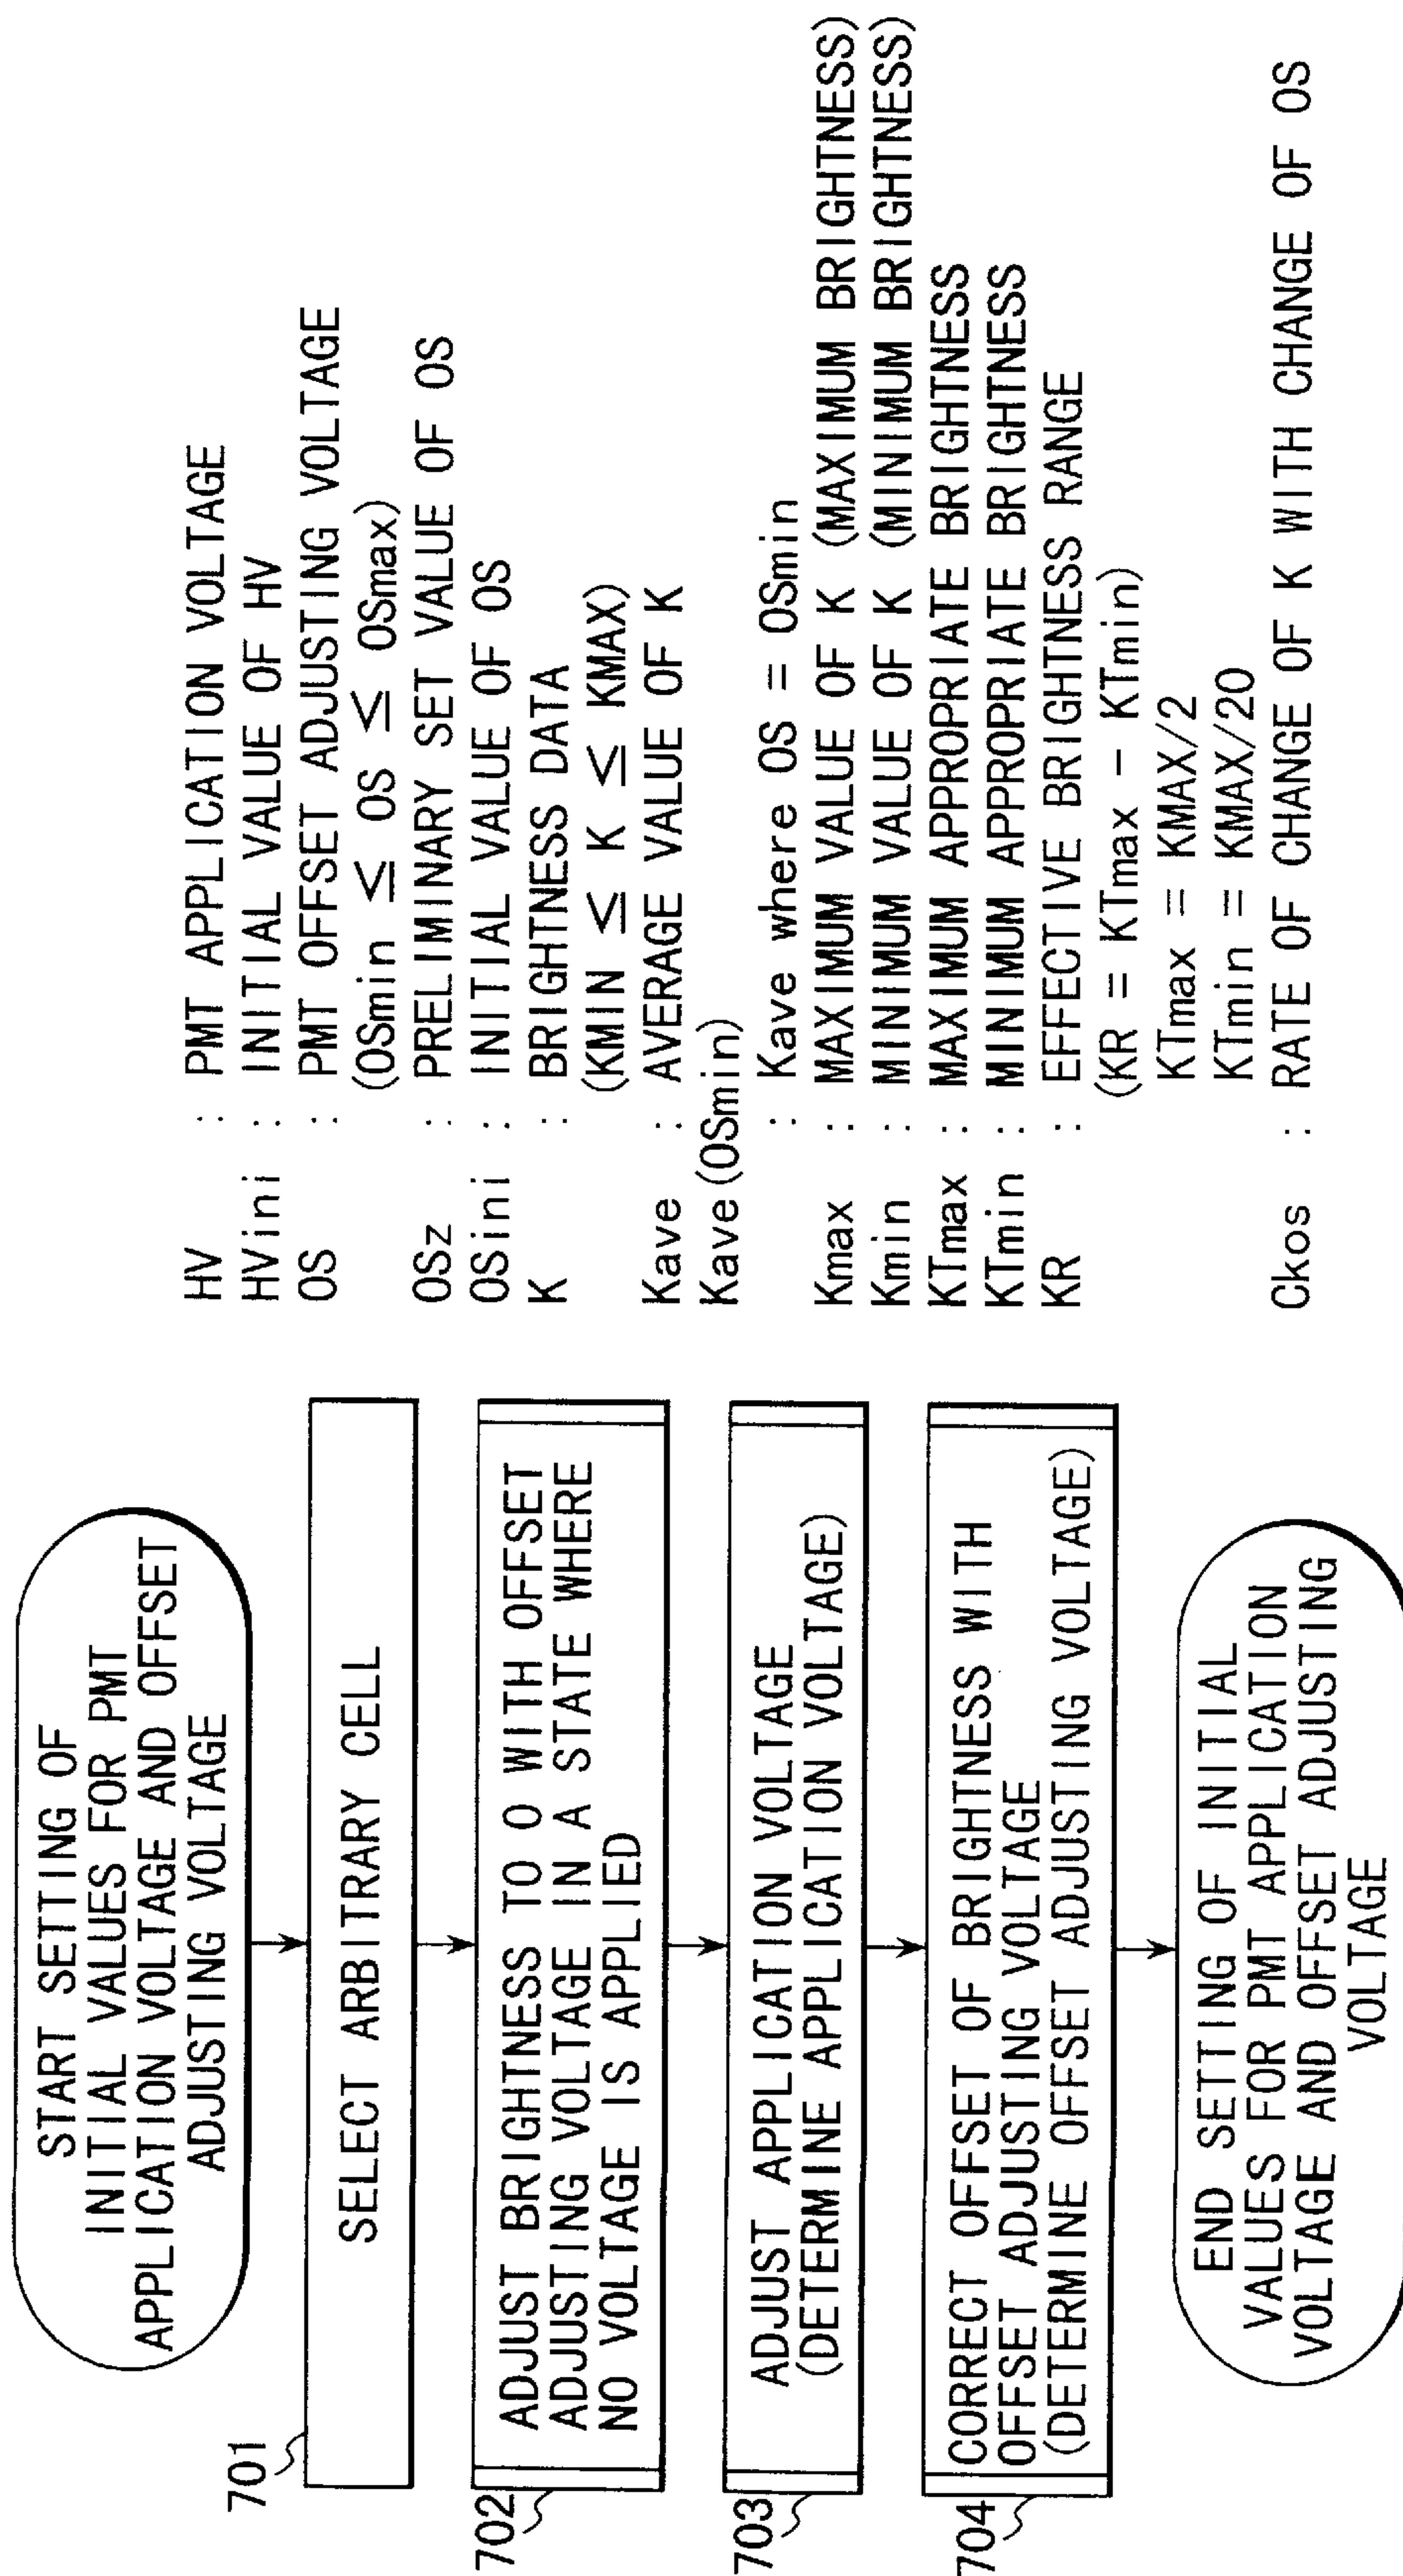 START SETTING OF
INITIAL VALUES FOR PMT
APPLICATION VOLTAGE AND OFFSET
ADJUSTING VOLTAGE
701
SELECT ARBITRARY CELL
702
ADJUST BRIGHTNESS TO 0 WITH OFFSET
ADJUSTING VOLTAGE IN A STATE WHERE
NO VOLTAGE IS APPLIED
703
ADJUST APPLICATION VOLTAGE
(DETERMINE APPLICATION VOLTAGE)
704
CORRECT OFFSET OF BRIGHTNESS WITH
OFFSET ADJUSTING VOLTAGE
(DETERMINE OFFSET ADJUSTING VOLTAGE)
END SETTING OF INITIAL
VALUES FOR PMT APPLICATION
VOLTAGE AND OFFSET ADJUSTING
VOLTAGE
HV : PMT APPLICATION VOLTAGE
HVini : INITIAL VALUE OF HV
OS : PMT OFFSET ADJUSTING VOLTAGE
(OSmin ≦ OS ≦ OSmax)
OSz : PRELIMINARY SET VALUE OF OS
OSini : INITIAL VALUE OF OS
K : BRIGHTNESS DATA
(KMIN ≦ K ≦ KMAX)
Kave : AVERAGE VALUE OF K
Kave(OSmin)
: Kave where OS = OSmin
Kmax : MAXIMUM VALUE OF K (MAXIMUM BRIGHTNESS)
Kmin : MINIMUM VALUE OF K (MINIMUM BRIGHTNESS)
KTmax : MAXIMUM APPROPRIATE BRIGHTNESS
KTmin : MINIMUM APPROPRIATE BRIGHTNESS
KR : EFFECTIVE BRIGHTNESS RANGE
(KR = KTmax - KTmin)
KTmax = KMAX/2
KTmin = KMAX/20
Ckos : RATE OF CHANGE OF K WITH CHANGE OF OS